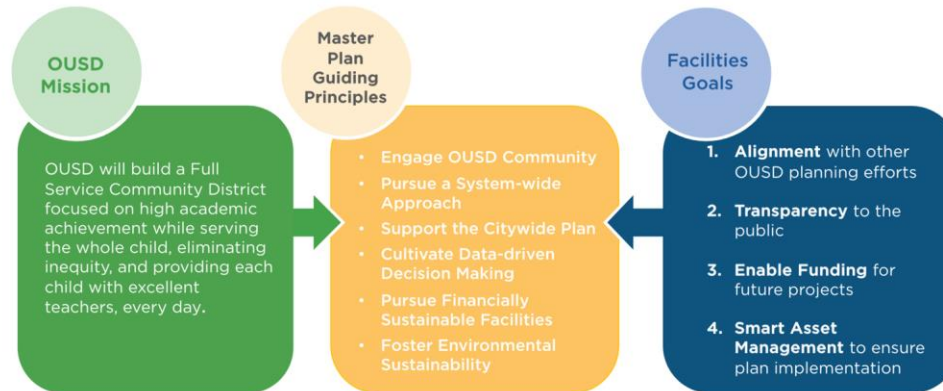 OUSD
Mission
OUSD will build a Full
Service Community District
focused on high academic
achievement while serving
the whole child, eliminating
inequity, and providing each
child with excellent
teachers, every day.
Master
Plan
Guiding
Principles
• Engage OUSD Community
• Pursue a System-wide
Approach
• Support the Citywide Plan
• Cultivate Data-driven
Decision Making
• Pursue Financially
Sustainable Facilities
• Foster Environmental
Sustainability
Facilities
Goals
1. Alignment with other
OUSD planning efforts
2. Transparency to the
public
3. Enable Funding for
future projects
4. Smart Asset
Management to ensure
plan implementation